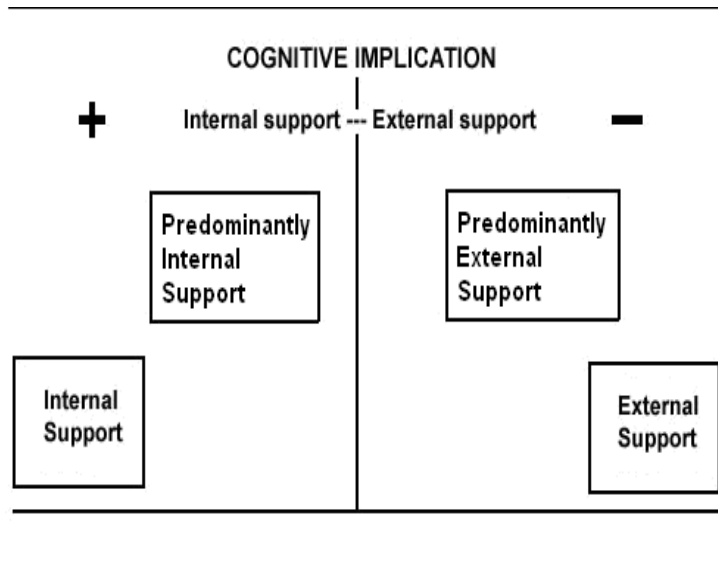 COGNITIVE IMPLICATION
+ Internal support --- External support −
Predominantly
Internal
Support
Predominantly
External
Support
Internal
Support
External
Support